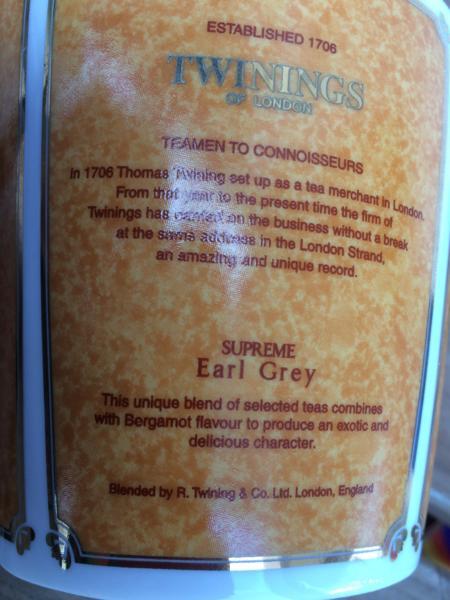 ESTABLISHED 1706
TWININGS
OF LONDON
TEAMEN TO CONNOISSEURS
In 1706 Thomas Twining set up as a tea merchant in London.
From that year to the present time the firm of
Twinings has carried on the business without a break
at the same address in the London Strand,
an amazing and unique record.
SUPREME
Earl Grey
This unique blend of selected teas combines
with Bergamot flavour to produce an exotic and
delicious character.
Blended by R. Twining & Co. Ltd. London, England